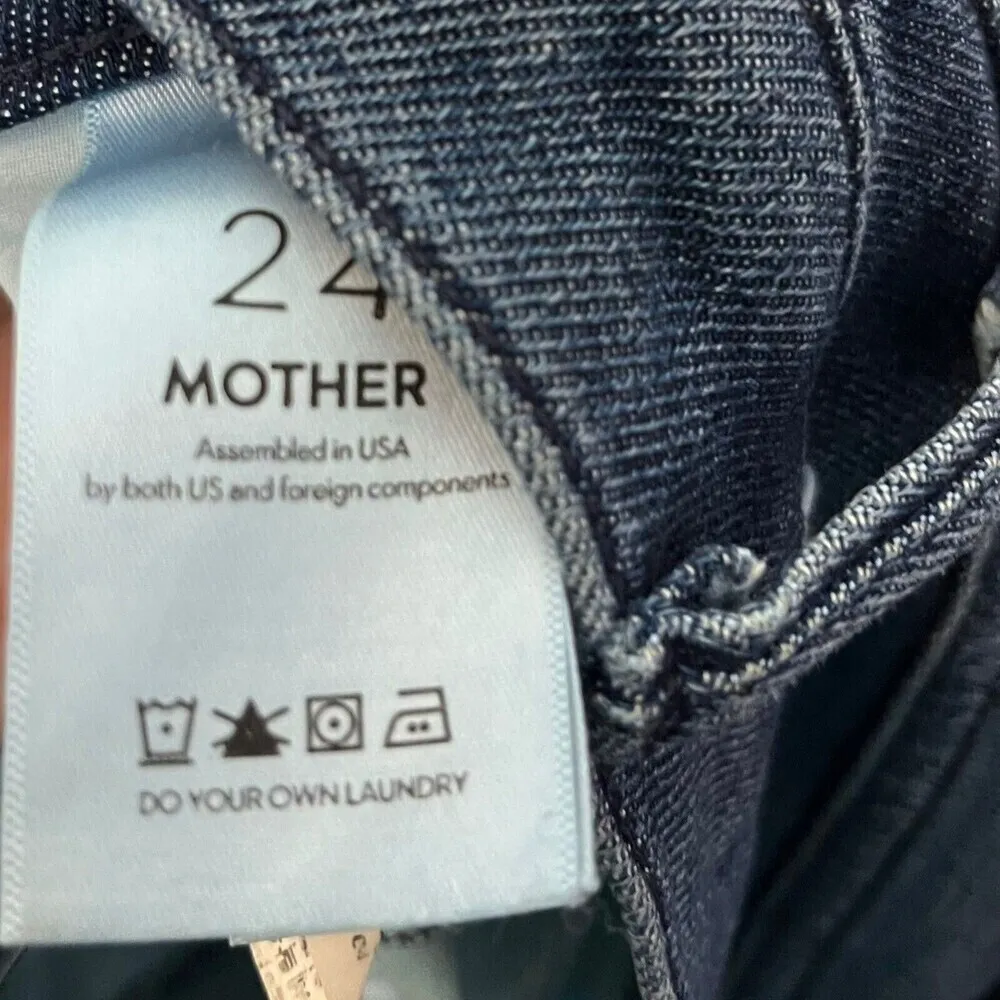 24
MOTHER
Assembled in USA
by both US and foreign components
DO YOUR OWN LAUNDRY